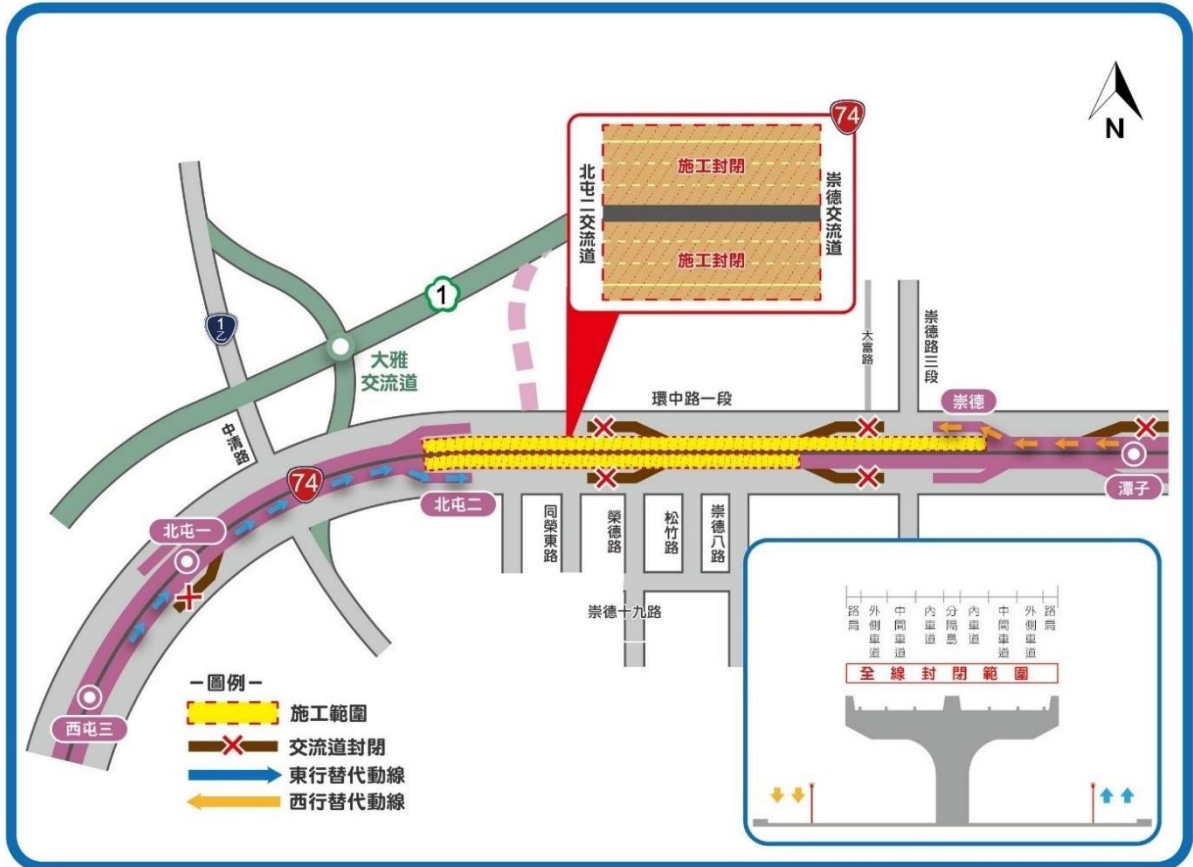 74
施工封閉
北屯二交流道
崇德交流道
施工封閉
N
1
1乙
大雅
交流道
中清路
大富路
崇德路三段
環中路一段
崇德
潭子
74
北屯二
北屯一
西屯三
同榮東路
榮德路
松竹路
崇德八路
崇德十九路
路肩
外側車道
中間車道
內車道
分隔島
內車道
中間車道
外側車道
路肩
全線封閉範圍
－圖例－
施工範圍
交流道封閉
東行替代動線
西行替代動線